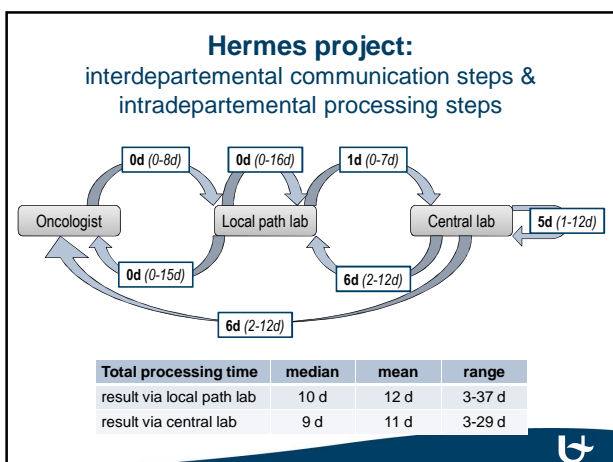 Hermes project:
interdepartemental communication steps &
intradepartemental processing steps
0d (0-8d)
0d (0-16d)
1d (0-7d)
Oncologist
Local path lab
Central lab
5d (1-12d)
0d (0-15d)
6d (2-12d)
6d (2-12d)
Total processing time median mean range
result via local path lab 10 d 12 d 3-37 d
result via central lab 9 d 11 d 3-29 d